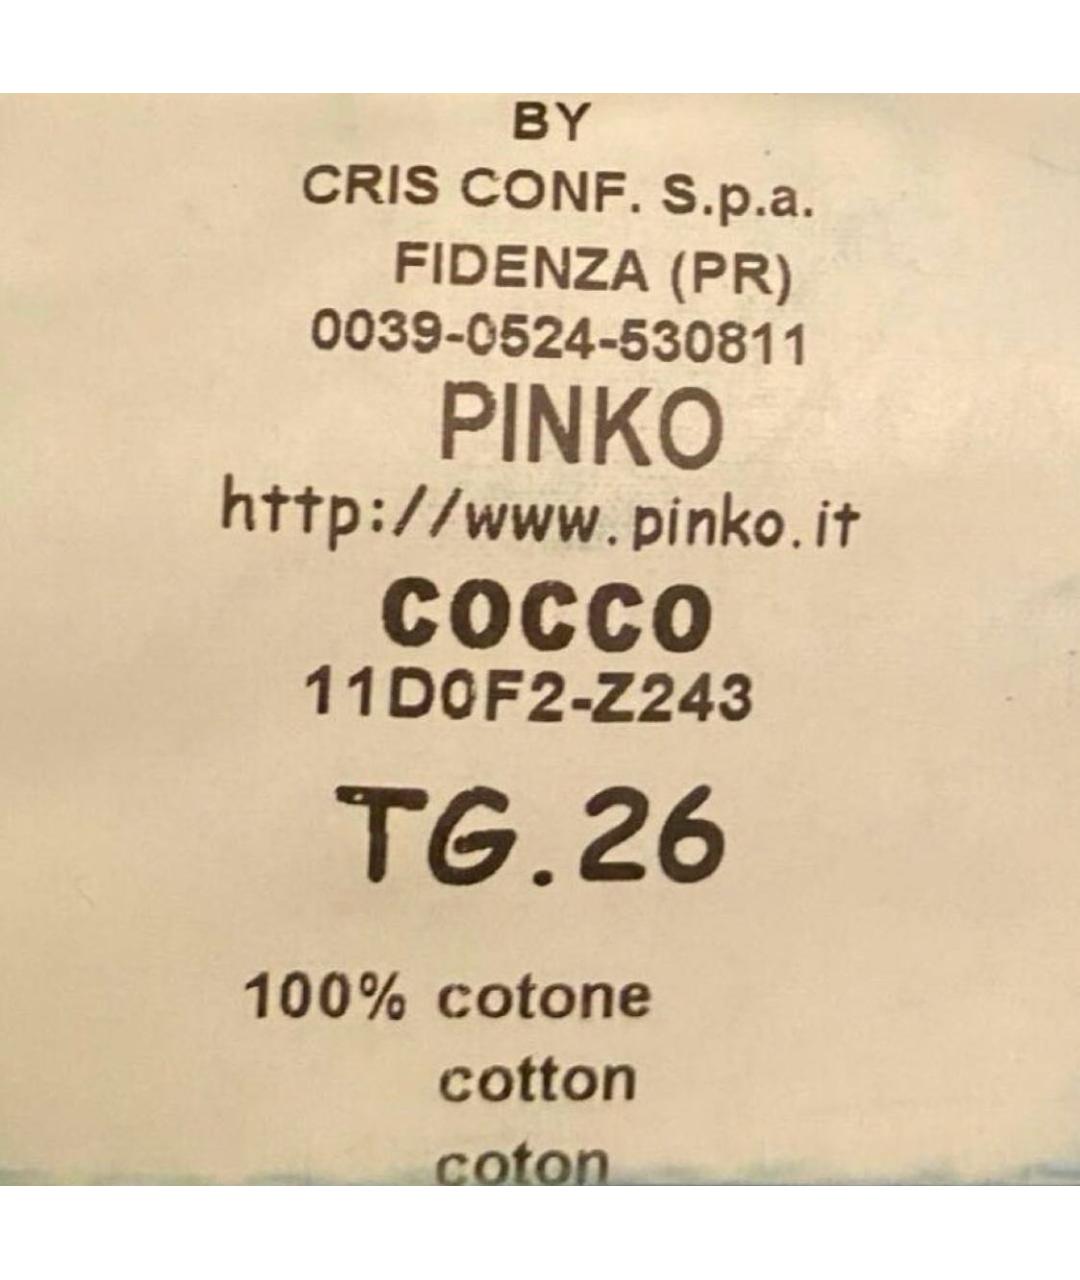 BY
CRIS CONF. S.p.a.
FIDENZA (PR)
0039-0524-530811
PINKO
http://www.pinko.it
COCCO
11D0F2-Z243
TG.26
100% cotone
cotton
coton